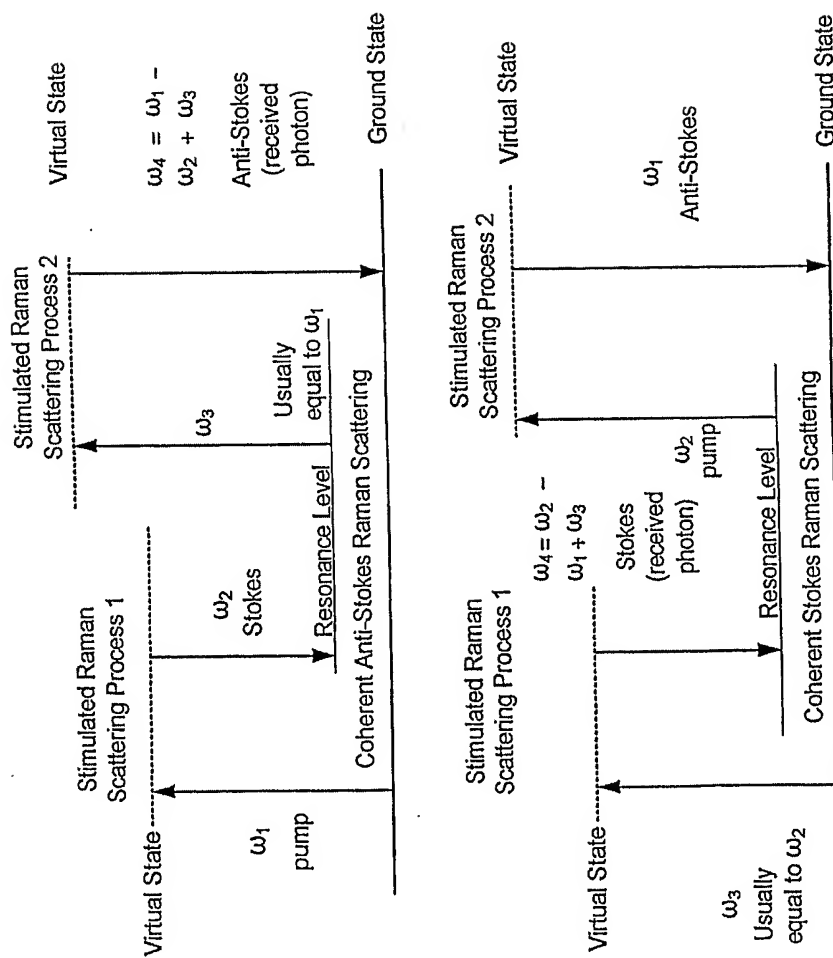 Stimulated Raman
Scattering Process 1
Stimulated Raman
Scattering Process 2
Virtual State
Virtual State
ω1
pump
ω2
Stokes
ω3
Usually
equal to ω1
ω4 = ω1 −
ω2 + ω3
Anti-Stokes
(received
photon)
Resonance Level
Coherent Anti-Stokes Raman Scattering
Ground State
Stimulated Raman
Scattering Process 1
Stimulated Raman
Scattering Process 2
Virtual State
Virtual State
ω3
Usually
equal to ω2
ω4 = ω2 −
ω1 + ω3
Stokes
(received
photon)
ω2
pump
ω1
Anti-Stokes
Resonance Level
Coherent Stokes Raman Scattering
Ground State